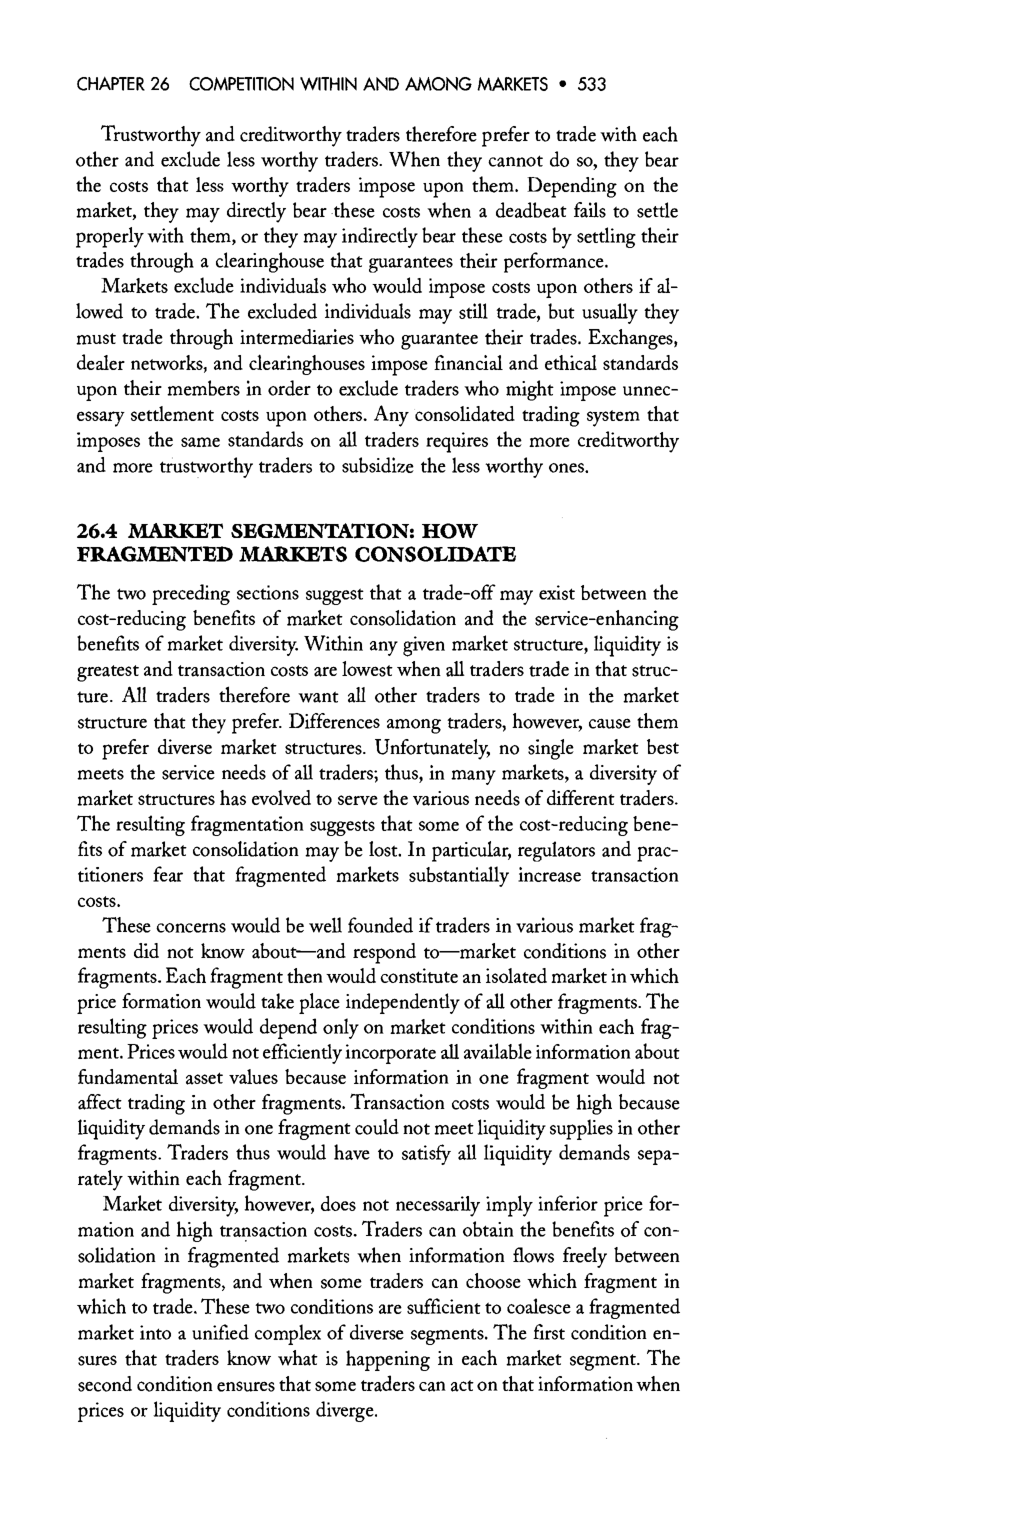 CHAPTER 26 COMPETITION WITHIN AND AMONG MARKETS • 533
Trustworthy and creditworthy traders therefore prefer to trade with each
other and exclude less worthy traders. When they cannot do so, they bear
the costs that less worthy traders impose upon them. Depending on the
market, they may directly bear these costs when a deadbeat fails to settle
properly with them, or they may indirectly bear these costs by settling their
trades through a clearinghouse that guarantees their performance.
Markets exclude individuals who would impose costs upon others if al-
lowed to trade. The excluded individuals may still trade, but usually they
must trade through intermediaries who guarantee their trades. Exchanges,
dealer networks, and clearinghouses impose financial and ethical standards
upon their members in order to exclude traders who might impose unnec-
essary settlement costs upon others. Any consolidated trading system that
imposes the same standards on all traders requires the more creditworthy
and more trustworthy traders to subsidize the less worthy ones.
26.4 MARKET SEGMENTATION: HOW
FRAGMENTED MARKETS CONSOLIDATE
The two preceding sections suggest that a trade-off may exist between the
cost-reducing benefits of market consolidation and the service-enhancing
benefits of market diversity. Within any given market structure, liquidity is
greatest and transaction costs are lowest when all traders trade in that struc-
ture. All traders therefore want all other traders to trade in the market
structure that they prefer. Differences among traders, however, cause them
to prefer diverse market structures. Unfortunately, no single market best
meets the service needs of all traders; thus, in many markets, a diversity of
market structures has evolved to serve the various needs of different traders.
The resulting fragmentation suggests that some of the cost-reducing bene-
fits of market consolidation may be lost. In particular, regulators and prac-
titioners fear that fragmented markets substantially increase transaction
costs.
These concerns would be well founded if traders in various market frag-
ments did not know about—and respond to—market conditions in other
fragments. Each fragment then would constitute an isolated market in which
price formation would take place independently of all other fragments. The
resulting prices would depend only on market conditions within each frag-
ment. Prices would not efficiently incorporate all available information about
fundamental asset values because information in one fragment would not
affect trading in other fragments. Transaction costs would be high because
liquidity demands in one fragment could not meet liquidity supplies in other
fragments. Traders thus would have to satisfy all liquidity demands sepa-
rately within each fragment.
Market diversity, however, does not necessarily imply inferior price for-
mation and high transaction costs. Traders can obtain the benefits of con-
solidation in fragmented markets when information flows freely between
market fragments, and when some traders can choose which fragment in
which to trade. These two conditions are sufficient to coalesce a fragmented
market into a unified complex of diverse segments. The first condition en-
sures that traders know what is happening in each market segment. The
second condition ensures that some traders can act on that information when
prices or liquidity conditions diverge.